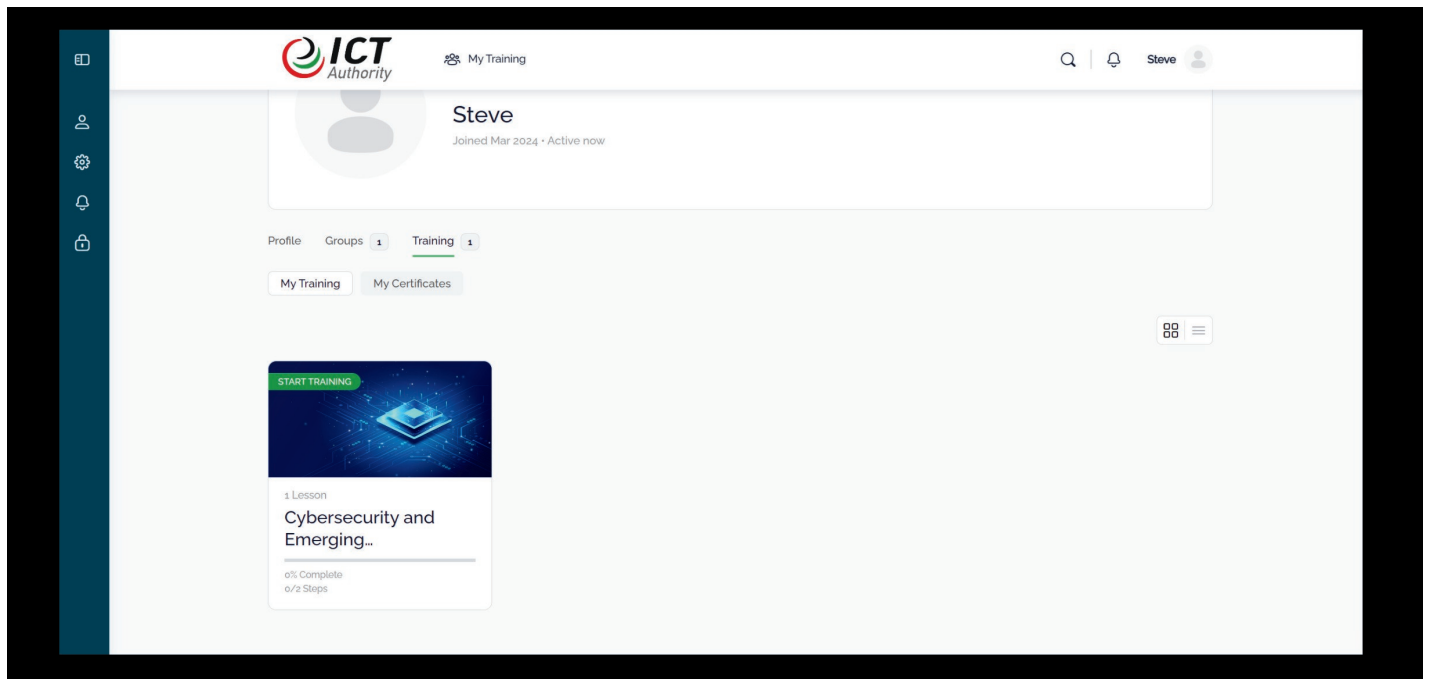 ICT
Authority
My Training
Steve
Steve
Joined Mar 2024 • Active now
Profile Groups 1 Training 1
My Training My Certificates
START TRAINING
1 Lesson
Cybersecurity and
Emerging...
0% Complete
0/2 Steps